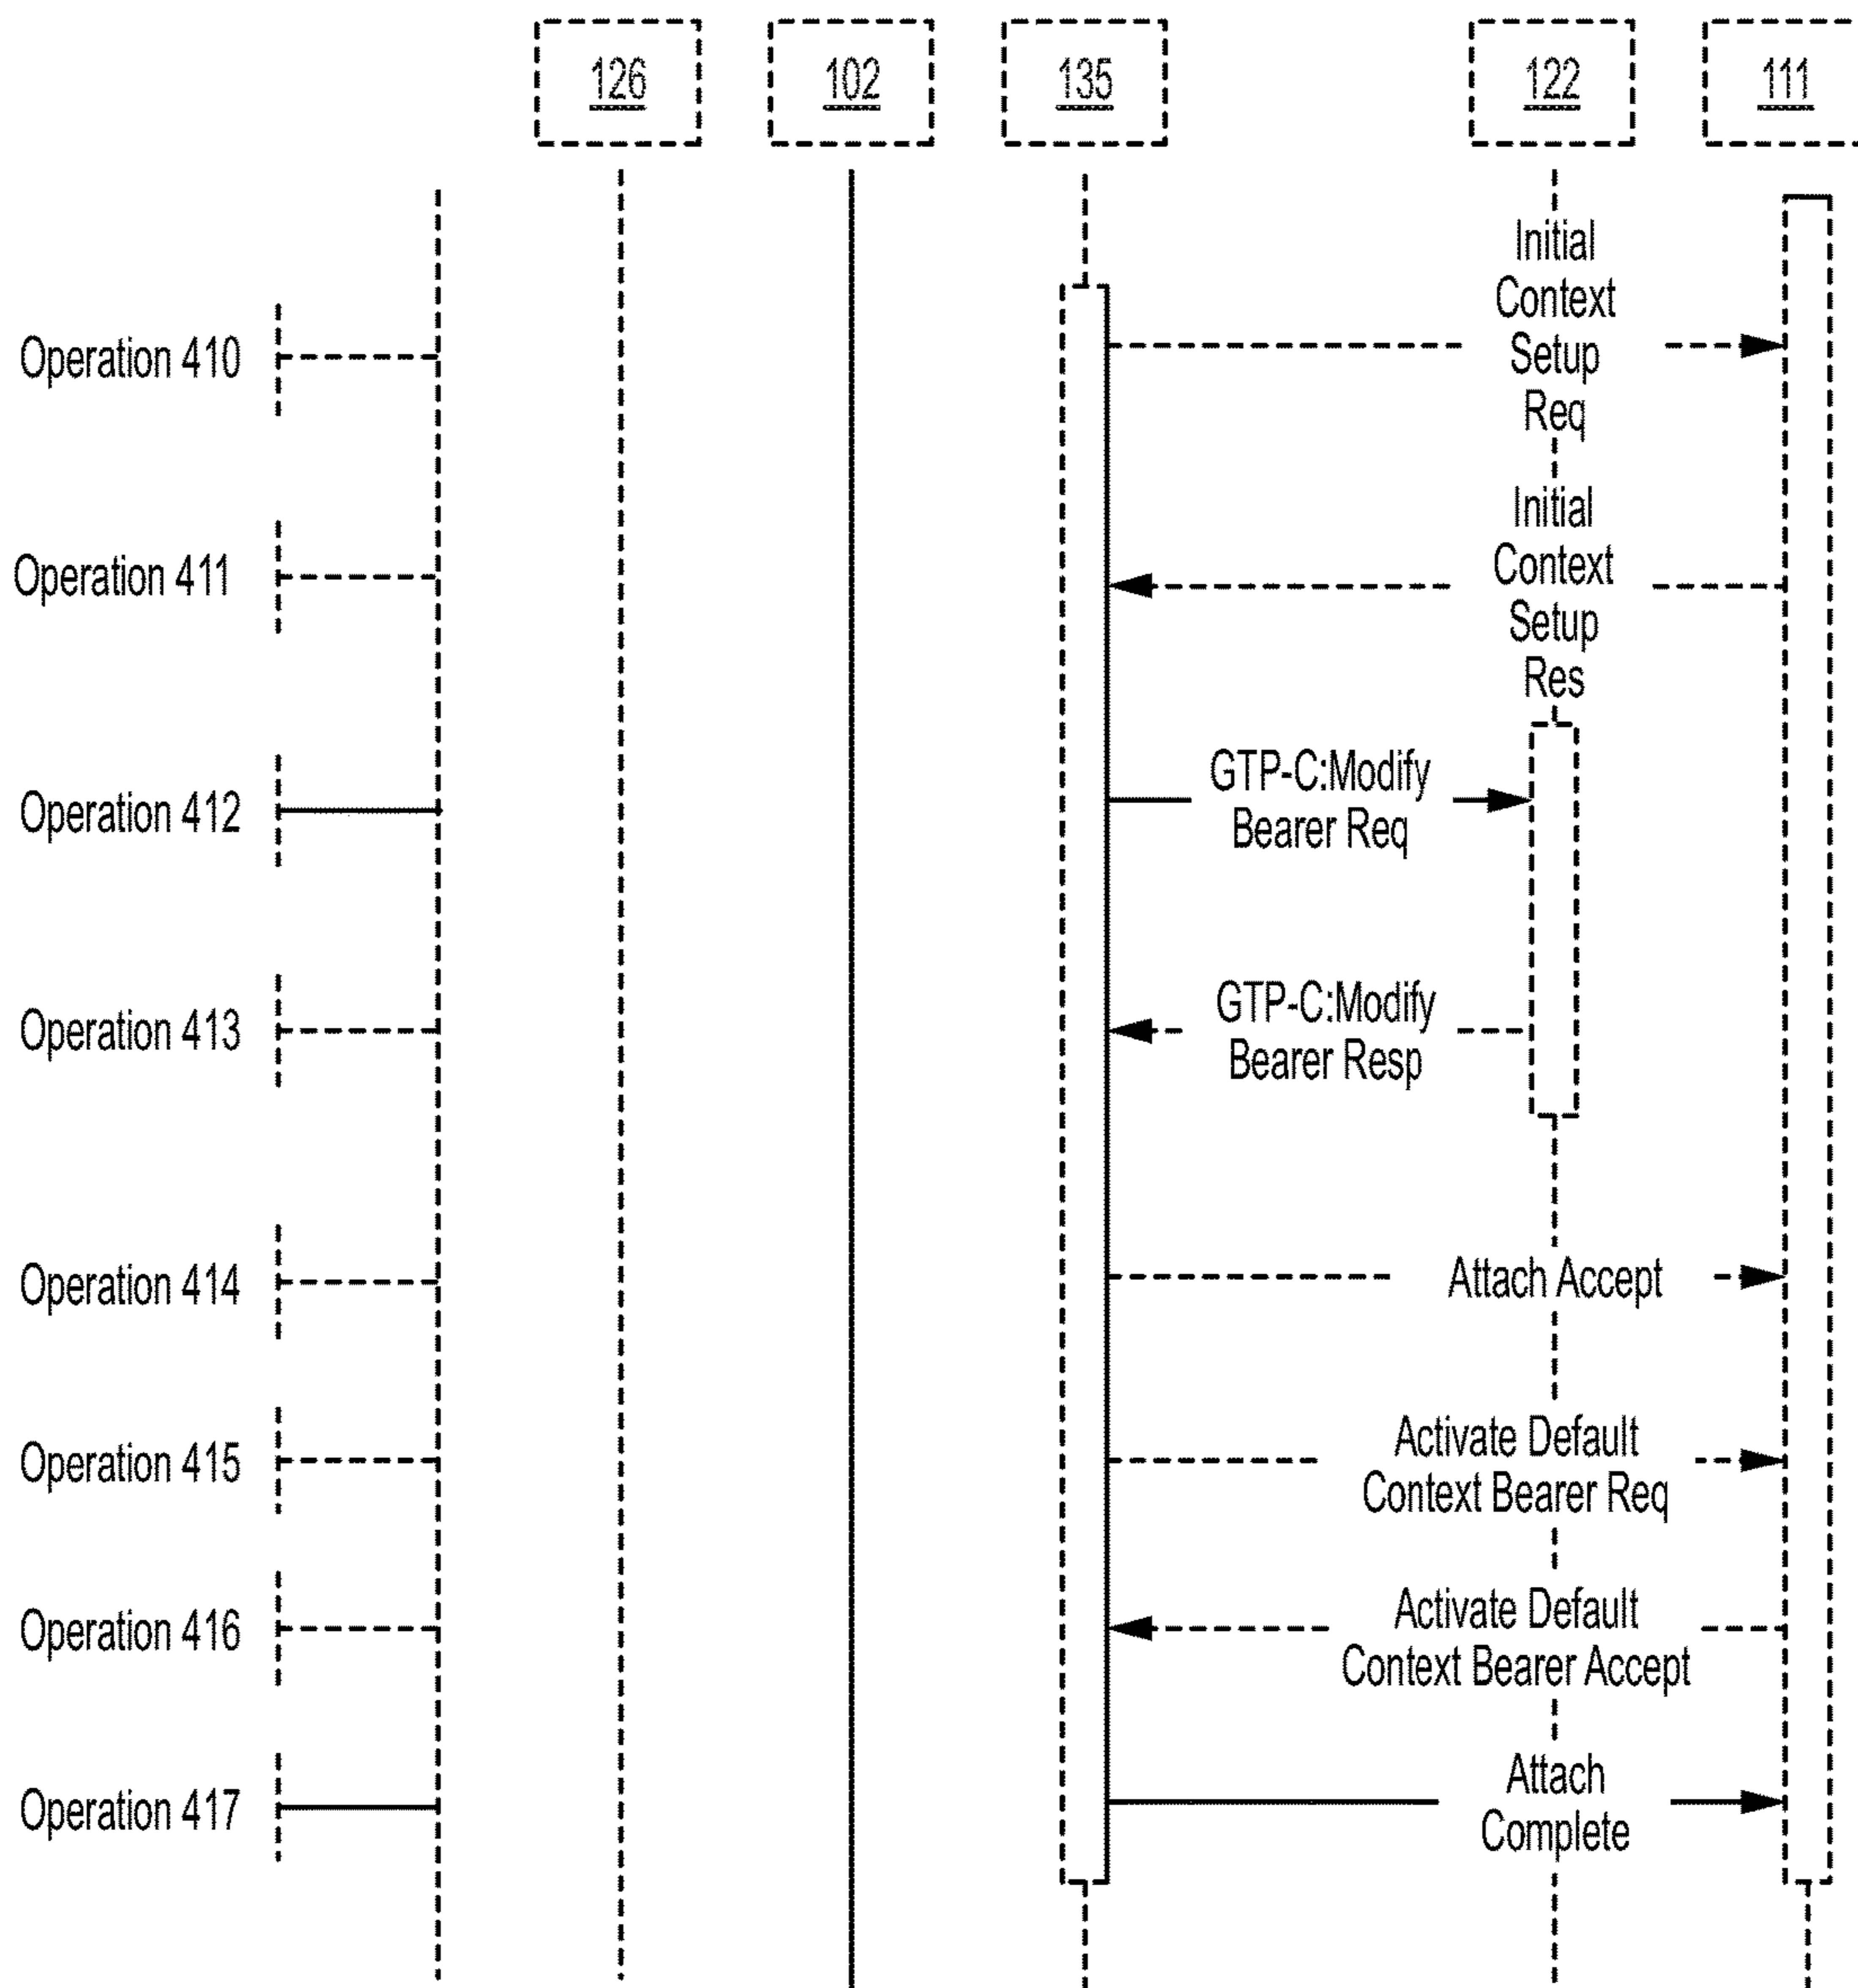 126
102
135
122
111
Operation 410
Initial
Context
Setup
Req
Operation 411
Initial
Context
Setup
Res
Operation 412
GTP-C:Modify
Bearer Req
Operation 413
GTP-C:Modify
Bearer Resp
Operation 414
Attach Accept
Operation 415
Activate Default
Context Bearer Req
Operation 416
Activate Default
Context Bearer Accept
Operation 417
Attach
Complete